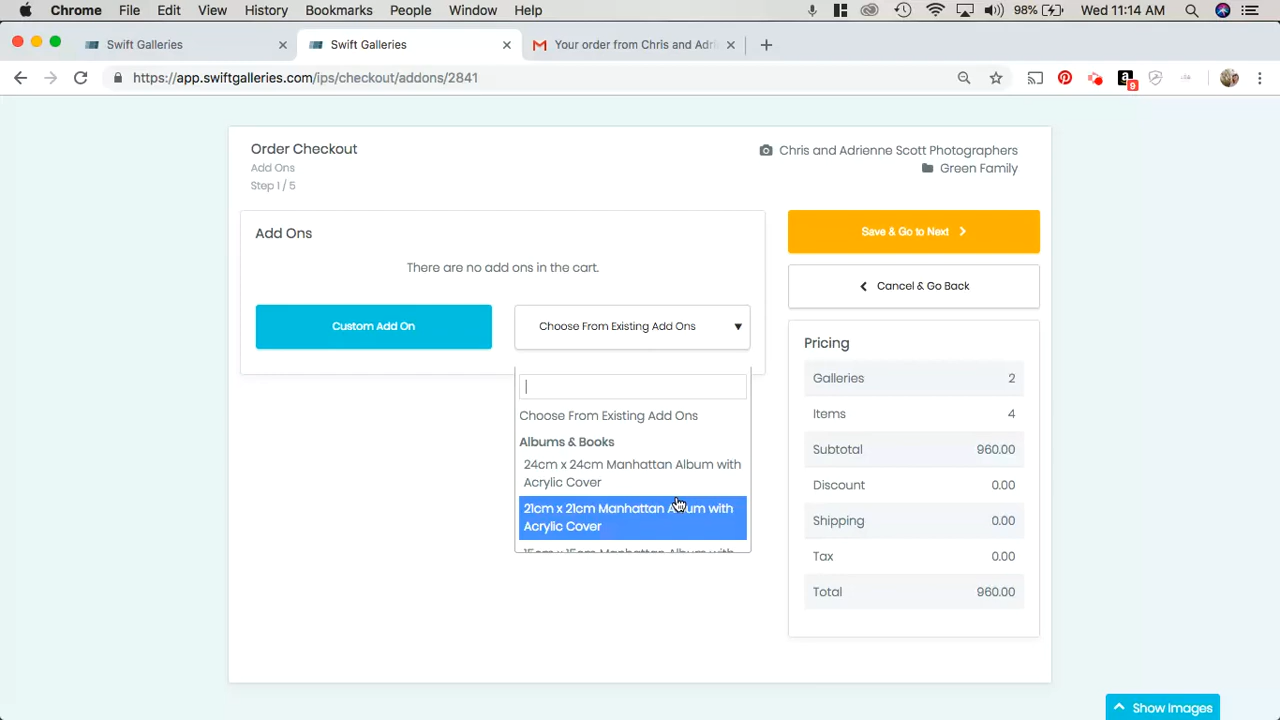 Chrome File Edit View History Bookmarks People Window Help 98% Wed 11:14 AM
Swift Galleries Swift Galleries Your order from Chris and Adri
https://app.swiftgalleries.com/ips/checkout/addons/2841
9
Order Checkout
Add Ons
Step 1 / 5
Chris and Adrienne Scott Photographers
Green Family
Add Ons
There are no add ons in the cart.
Custom Add On
Choose From Existing Add Ons
Choose From Existing Add Ons
Albums & Books
24cm x 24cm Manhattan Album with
Acrylic Cover
21cm x 21cm Manhattan Album with
Acrylic Cover
15cm x 15cm Manhattan Album with
Save & Go to Next
Cancel & Go Back
Pricing
Galleries 2
Items 4
Subtotal 960.00
Discount 0.00
Shipping 0.00
Tax 0.00
Total 960.00
Show Images